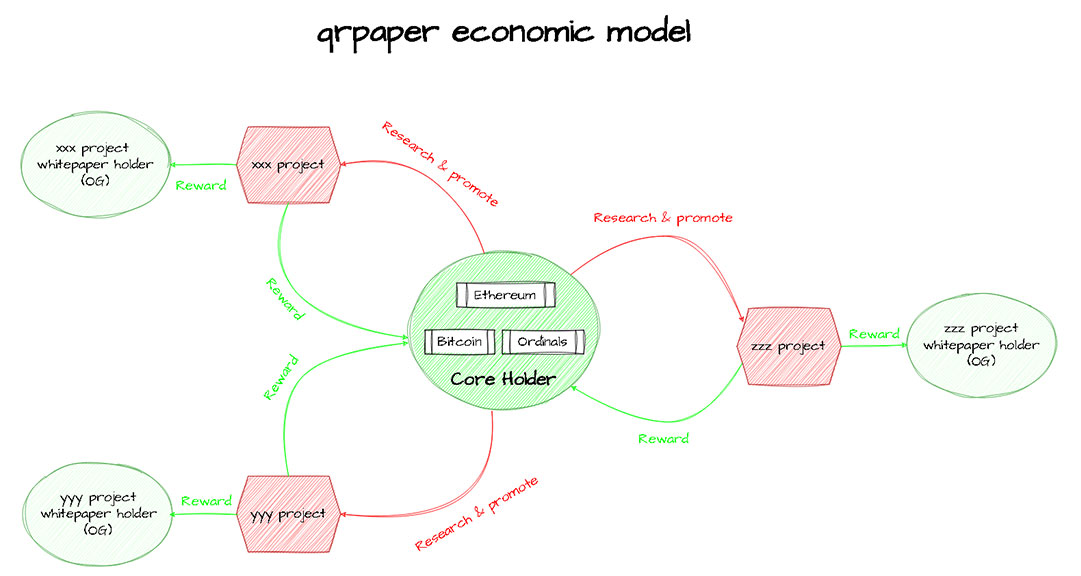 qrpaper economic model
Research & promote
xxx project
whitepaper holder
(OG)
xxx project
Reward
Research & promote
Reward
Ethereum
Bitcoin
Ordinals
Core Holder
zzz project
Reward
zzz project
whitepaper holder
(OG)
Reward
Reward
yyy project
whitepaper holder
(OG)
Reward
yyy project
Research & promote